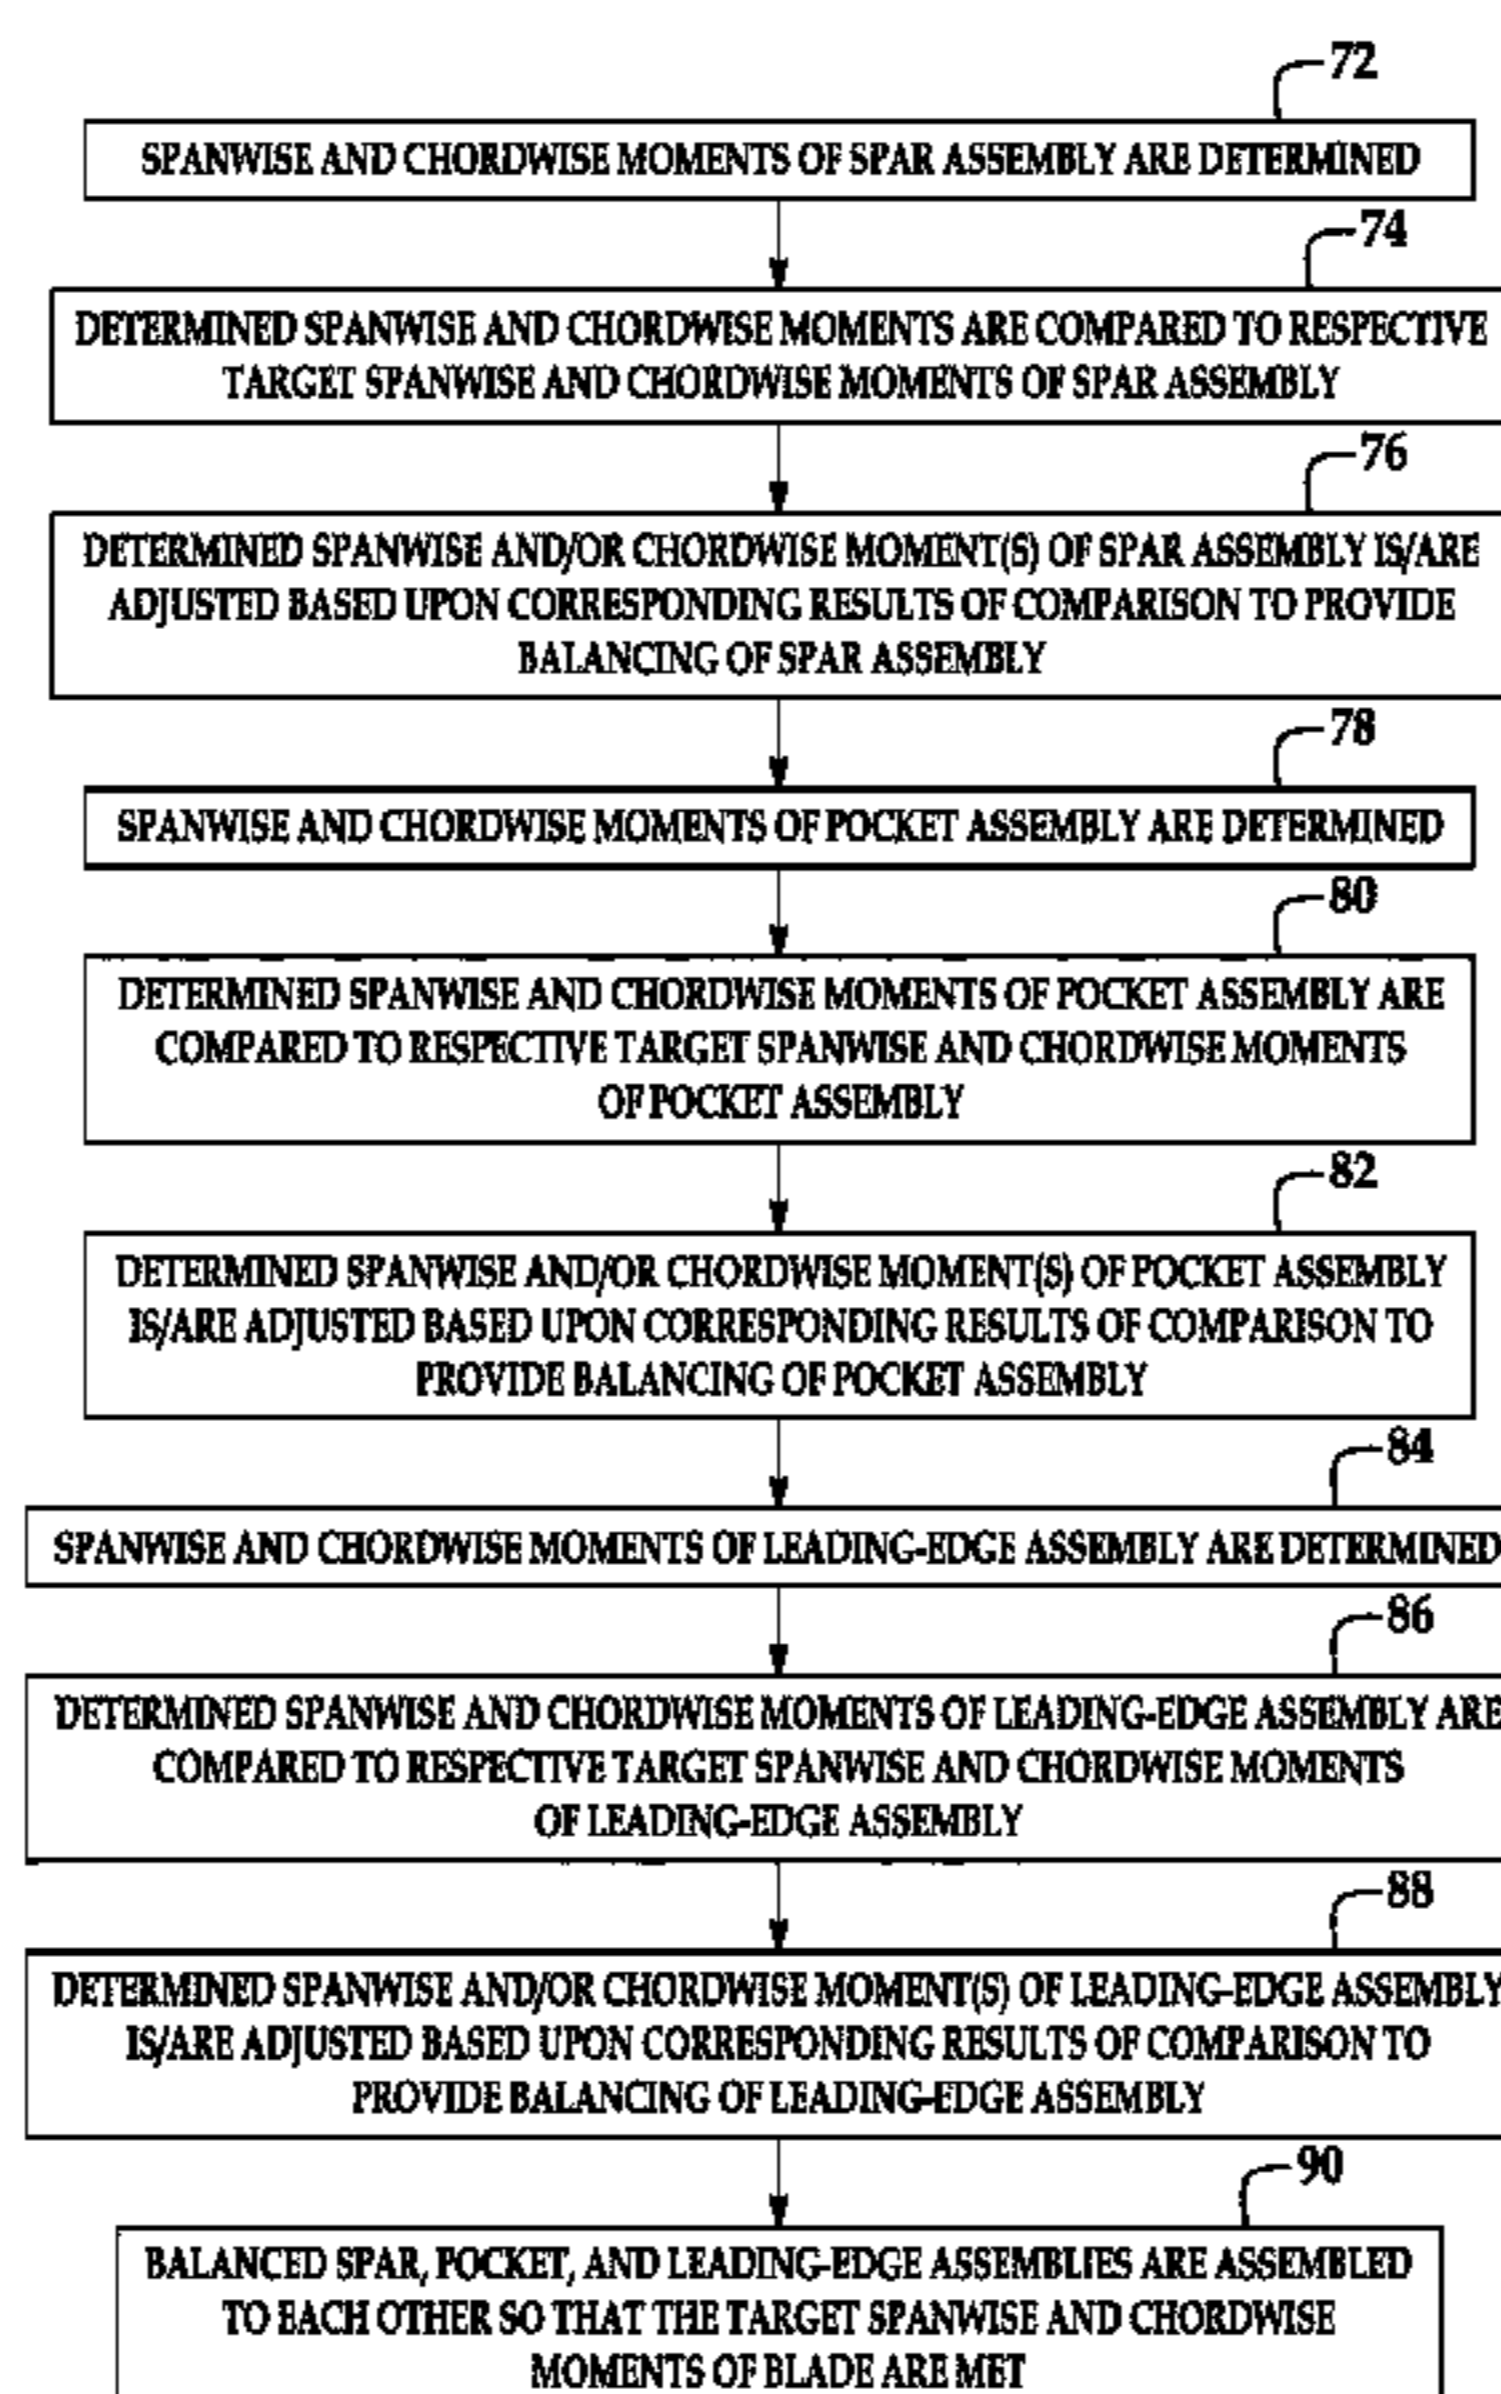 72
SPANWISE AND CHORDWISE MOMENTS OF SPAR ASSEMBLY ARE DETERMINED
74
DETERMINED SPANWISE AND CHORDWISE MOMENTS ARE COMPARED TO RESPECTIVE
TARGET SPANWISE AND CHORDWISE MOMENTS OF SPAR ASSEMBLY
76
DETERMINED SPANWISE AND/OR CHORDWISE MOMENT(S) OF SPAR ASSEMBLY IS/ARE
ADJUSTED BASED UPON CORRESPONDING RESULTS OF COMPARISON TO PROVIDE
BALANCING OF SPAR ASSEMBLY
78
SPANWISE AND CHORDWISE MOMENTS OF POCKET ASSEMBLY ARE DETERMINED
80
DETERMINED SPANWISE AND CHORDWISE MOMENTS OF POCKET ASSEMBLY ARE
COMPARED TO RESPECTIVE TARGET SPANWISE AND CHORDWISE MOMENTS
OF POCKET ASSEMBLY
82
DETERMINED SPANWISE AND/OR CHORDWISE MOMENT(S) OF POCKET ASSEMBLY
IS/ARE ADJUSTED BASED UPON CORRESPONDING RESULTS OF COMPARISON TO
PROVIDE BALANCING OF POCKET ASSEMBLY
84
SPANWISE AND CHORDWISE MOMENTS OF LEADING-EDGE ASSEMBLY ARE DETERMINED
86
DETERMINED SPANWISE AND CHORDWISE MOMENTS OF LEADING-EDGE ASSEMBLY ARE
COMPARED TO RESPECTIVE TARGET SPANWISE AND CHORDWISE MOMENTS
OF LEADING-EDGE ASSEMBLY
88
DETERMINED SPANWISE AND/OR CHORDWISE MOMENT(S) OF LEADING-EDGE ASSEMBLY
IS/ARE ADJUSTED BASED UPON CORRESPONDING RESULTS OF COMPARISON TO
PROVIDE BALANCING OF LEADING-EDGE ASSEMBLY
90
BALANCED SPAR, POCKET, AND LEADING-EDGE ASSEMBLIES ARE ASSEMBLED
TO EACH OTHER SO THAT THE TARGET SPANWISE AND CHORDWISE
MOMENTS OF BLADE ARE MET